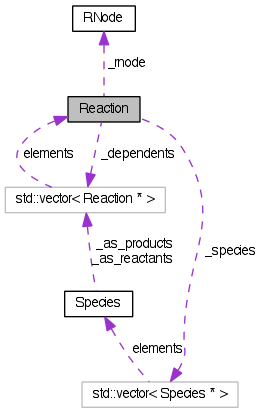 RNode
_rnode
Reaction
elements
_dependents
std::vector< Reaction * >
_as_products
_as_reactants
_species
Species
elements
std::vector< Species * >